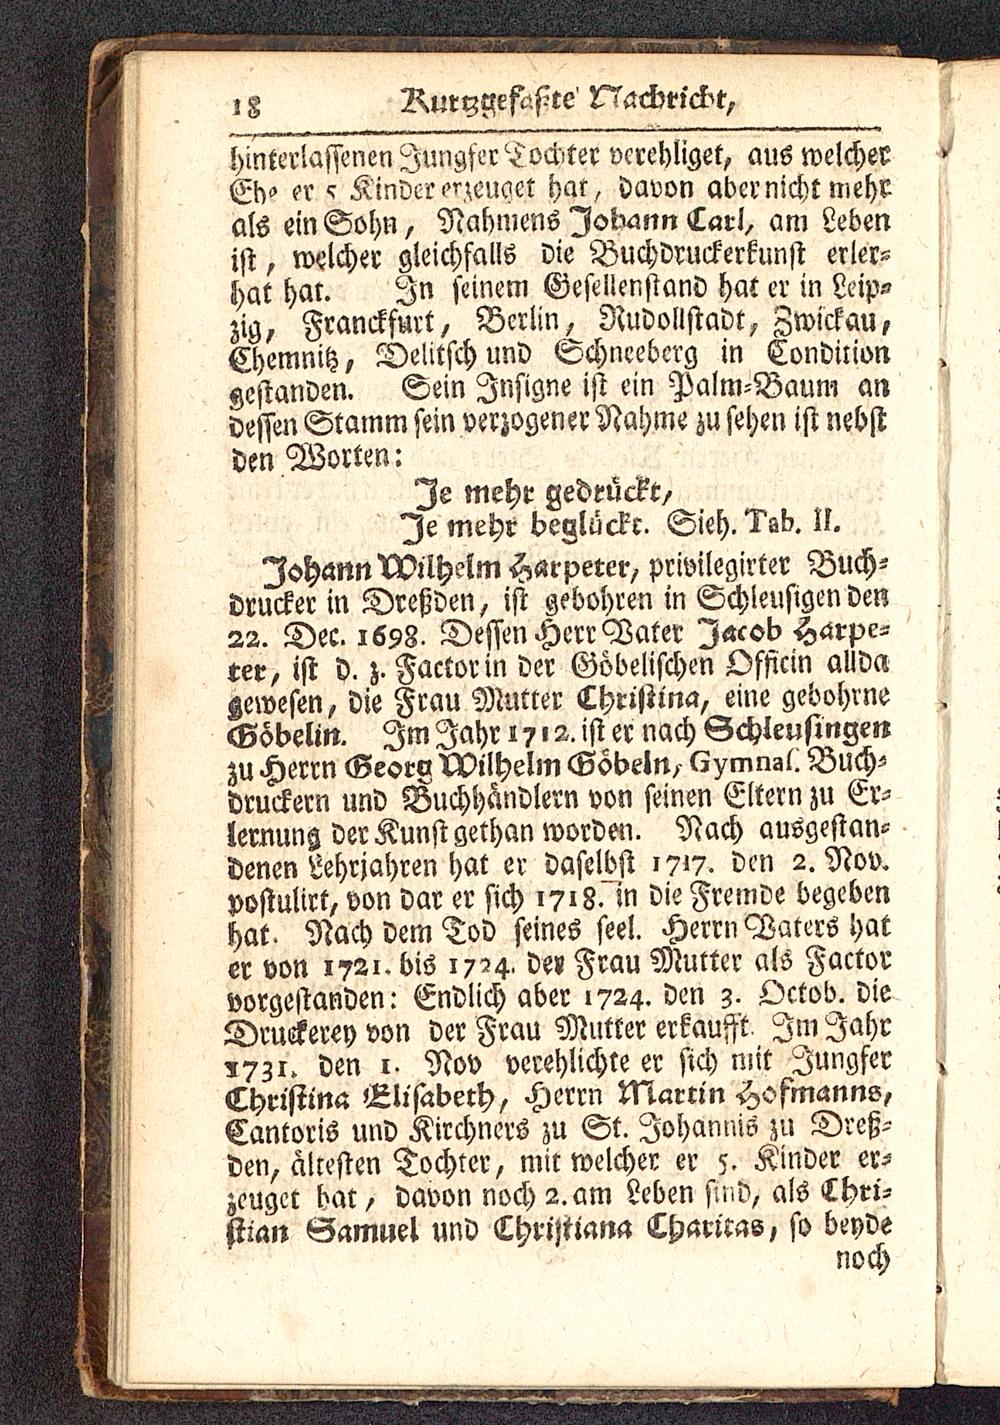 18 Kurtzgefaßte Nachricht,
hinterlassenen Jungfer Tochter verehliget, aus welcher
Ehe er 5 Kinder erzeuget hat, davon aber nicht mehr
als ein Sohn, Nahmens Johann Carl, am Leben
ist, welcher gleichfalls die Buchdruckerkunst erler-
hat hat. In seinem Gesellenstand hat er in Leip-
zig, Franckfurt, Berlin, Rudollstadt, Zwickau,
Chemnitz, Delitsch und Schneeberg in Condition
gestanden. Sein Insigne ist ein Palm-Baum an
dessen Stamm sein verzogener Nahme zu sehen ist nebst
den Worten:
Je mehr gedrückt,
Je mehr beglückt. Sieh. Tab. II.
Johann Wilhelm Harpeter, privilegirter Buch-
drucker in Dreßden, ist gebohren in Schleusigen den
22. Dec. 1698. Dessen Herr Vater Jacob Harpe-
ter, ist d. z. Factor in der Göbelischen Officin allda
gewesen, die Frau Mutter Christina, eine gebohrne
Göbelin. Im Jahr 1712. ist er nach Schleusingen
zu Herrn Georg Wilhelm Göbeln, Gymnas. Buch-
druckern und Buchhändlern von seinen Eltern zu Er-
lernung der Kunst gethan worden. Nach ausgestan-
denen Lehrjahren hat er daselbst 1717. den 2. Nov.
postulirt, von dar er sich 1718. in die Fremde begeben
hat. Nach dem Tod seines seel. Herrn Vaters hat
er von 1721. bis 1724. der Frau Mutter als Factor
vorgestanden: Endlich aber 1724. den 3. Octob. die
Druckerey von der Frau Mutter erkaufft. Im Jahr
1731. den 1. Nov verehlichte er sich mit Jungfer
Christina Elisabeth, Herrn Martin Hofmanns,
Cantoris und Kirchners zu St. Johannis zu Dreß-
den, ältesten Tochter, mit welcher er 5. Kinder er-
zeuget hat, davon noch 2. am Leben sind, als Chri-
stian Samuel und Christiana Charitas, so beyde
noch